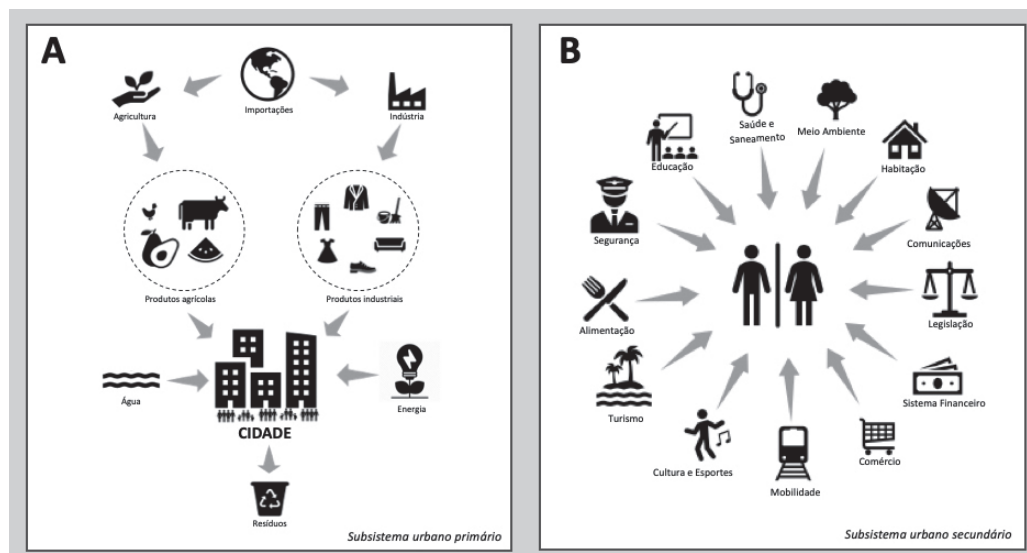 A
Importações
Agricultura
Indústria
Produtos agrícolas
Produtos industriais
Água
Energia
CIDADE
Resíduos
Subsistema urbano primário
B
Saúde e
Saneamento
Meio Ambiente
Educação
Habitação
Segurança
Comunicações
Alimentação
Legislação
Turismo
Sistema Financeiro
Cultura e Esportes
Comércio
Mobilidade
Subsistema urbano secundário